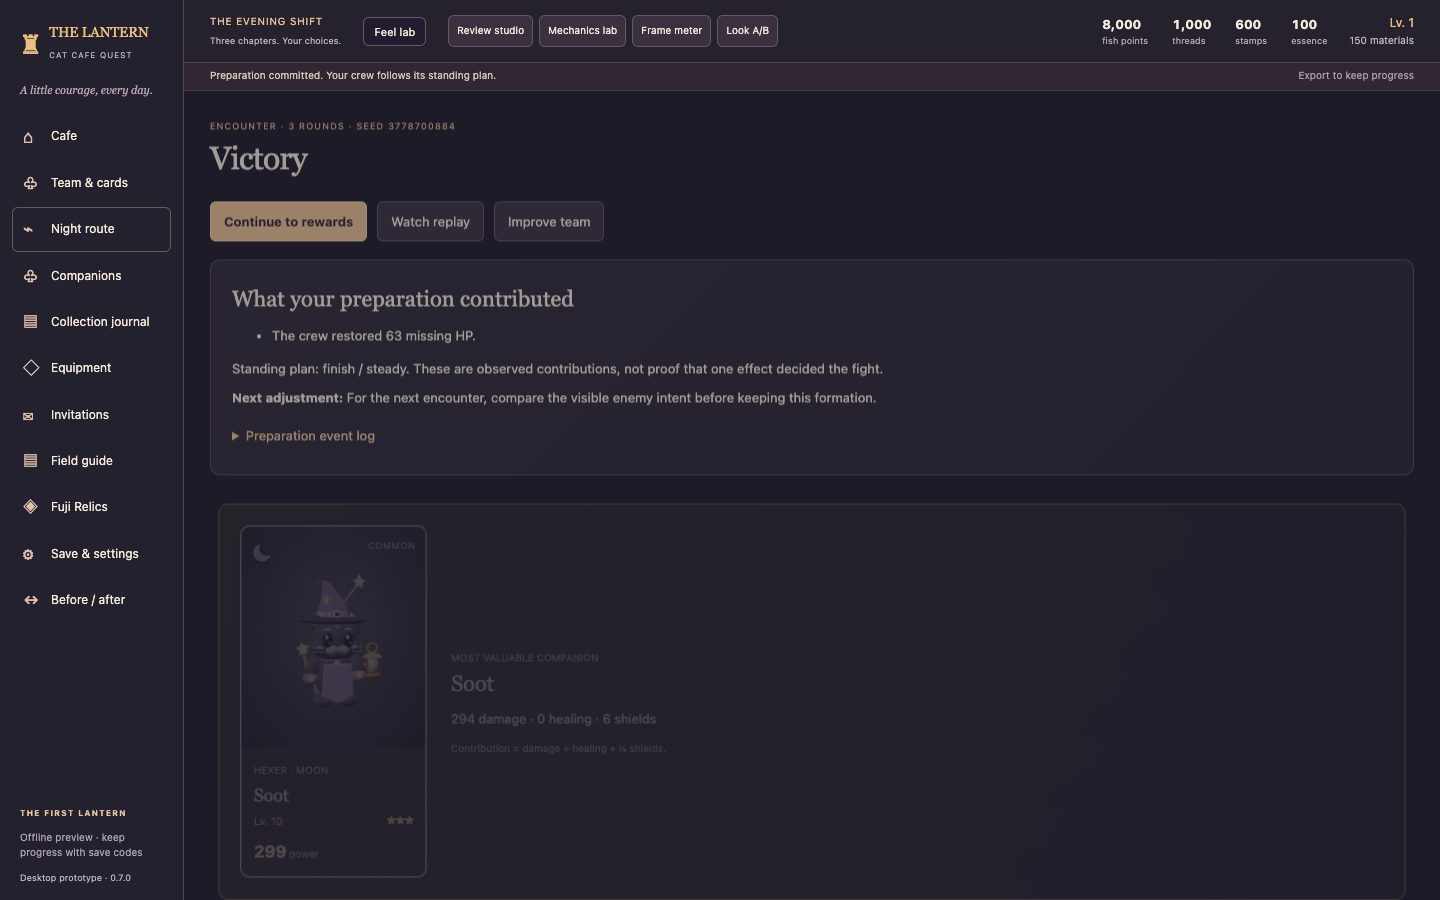 THE LANTERN
CAT CAFE QUEST
A little courage, every day.
Cafe
Team & cards
Night route
Companions
Collection journal
Equipment
Invitations
Field guide
Fuji Relics
Save & settings
Before / after
THE FIRST LANTERN
Offline preview · keep
progress with save codes
Desktop prototype · 0.7.0
THE EVENING SHIFT
Three chapters. Your choices.
Feel lab
Review studio
Mechanics lab
Frame meter
Look A/B
8,000
fish points
1,000
threads
600
stamps
100
essence
Lv. 1
150 materials
Preparation committed. Your crew follows its standing plan.
Export to keep progress
ENCOUNTER · 3 ROUNDS · SEED 3778700884
Victory
Continue to rewards
Watch replay
Improve team
What your preparation contributed
• The crew restored 63 missing HP.
Standing plan: finish / steady. These are observed contributions, not proof that one effect decided the fight.
Next adjustment: For the next encounter, compare the visible enemy intent before keeping this formation.
Preparation event log
COMMON
HEXER · MOON
Soot
Lv. 10
299 power
MOST VALUABLE COMPANION
Soot
294 damage · 0 healing · 6 shields
Contribution = damage + healing + ¼ shields.